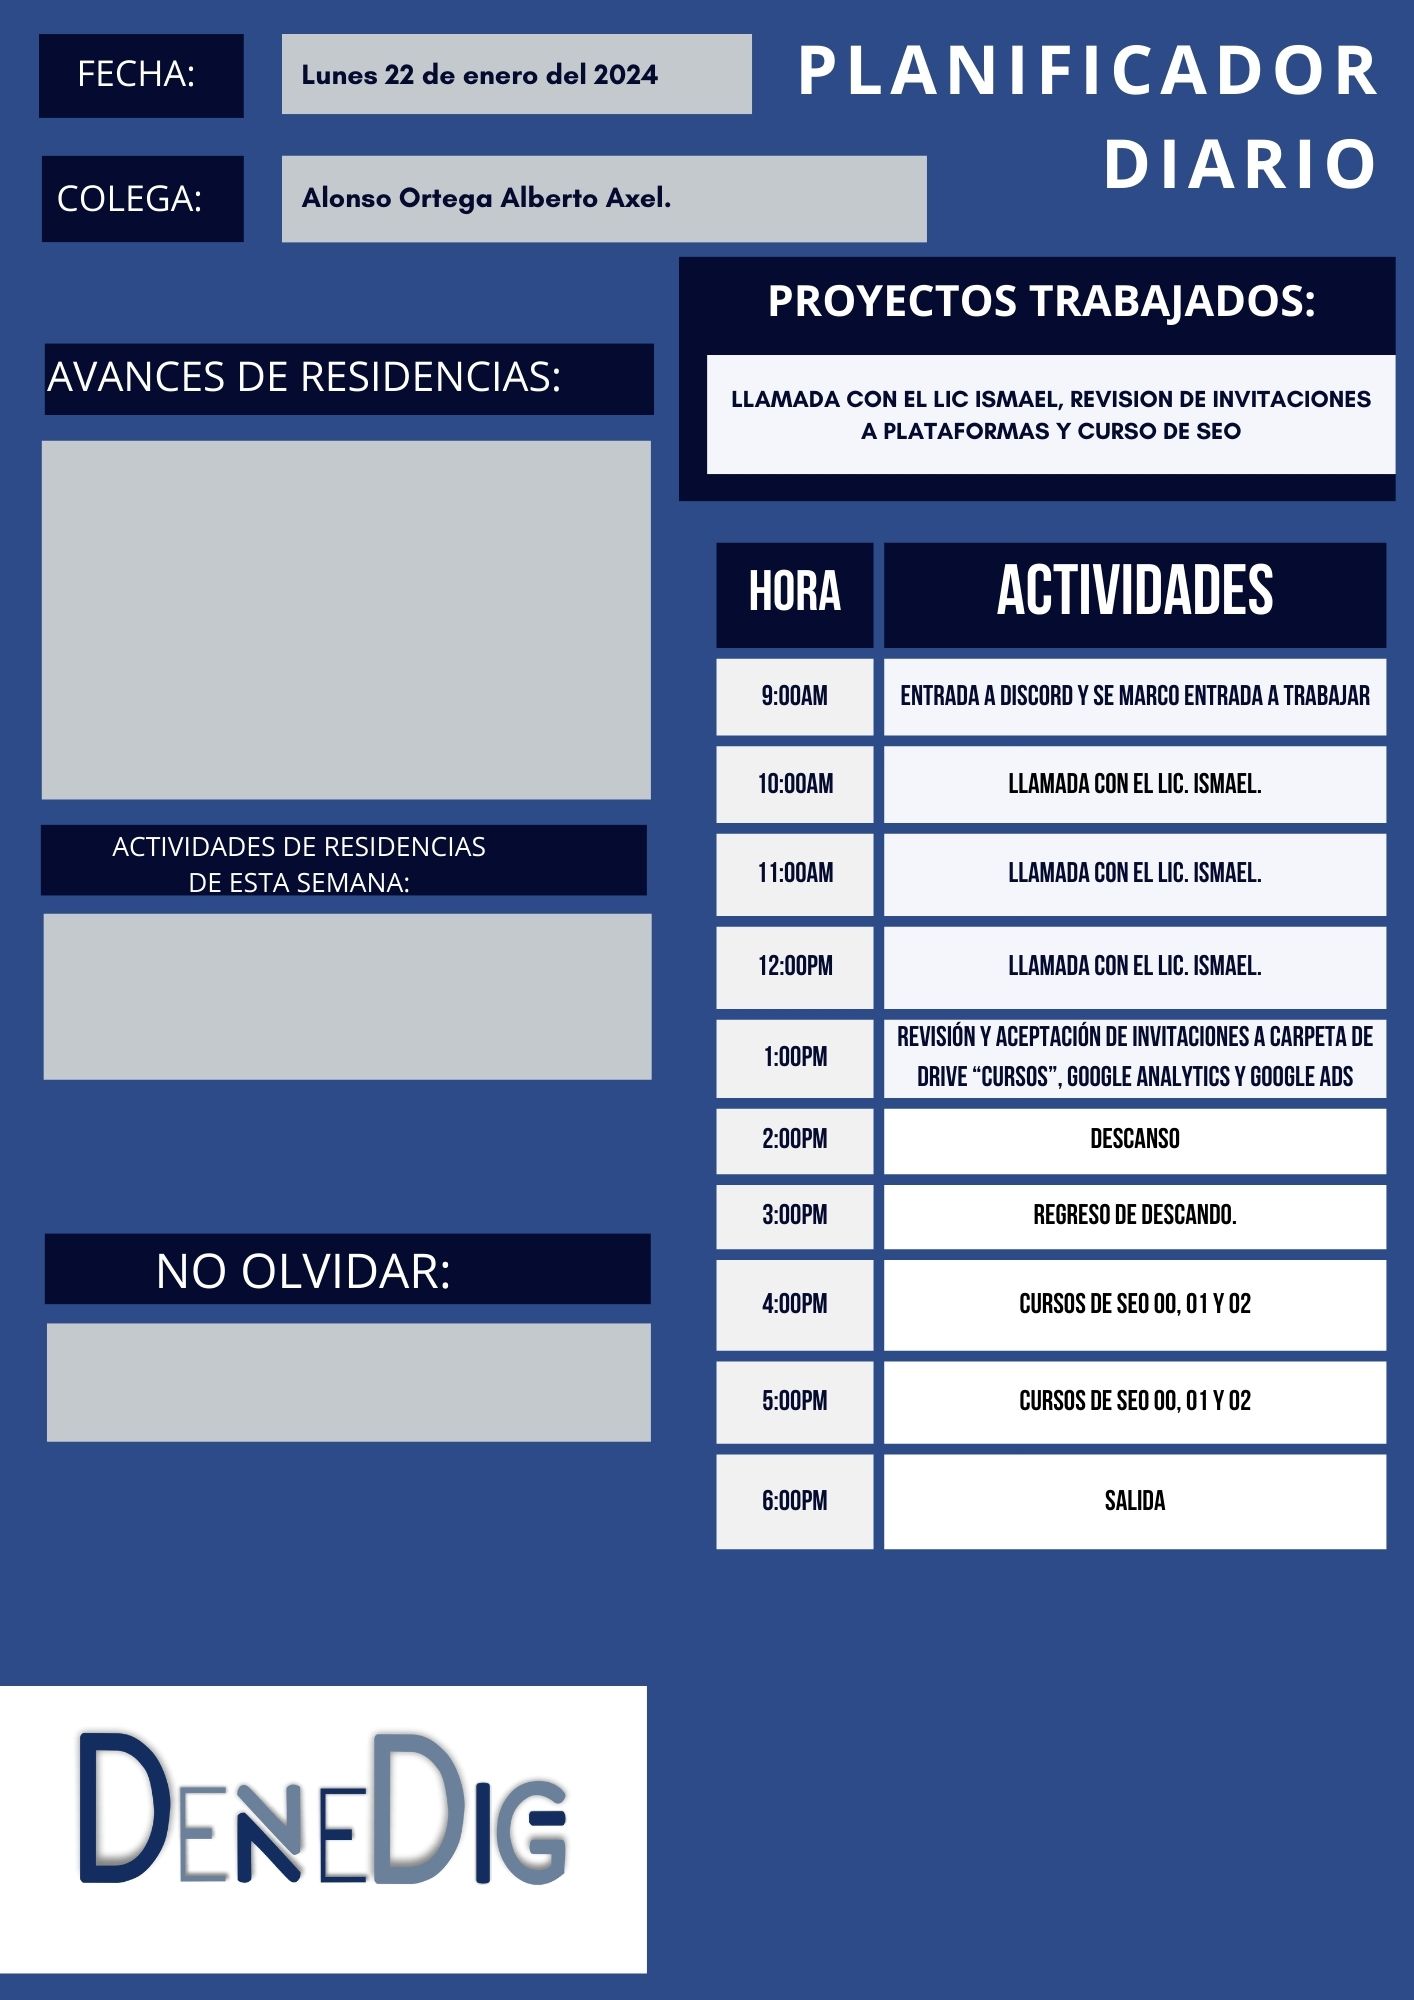 FECHA:
Lunes 22 de enero del 2024
PLANIFICADOR
DIARIO
COLEGA:
Alonso Ortega Alberto Axel.
PROYECTOS TRABAJADOS:
LLAMADA CON EL LIC ISMAEL, REVISION DE INVITACIONES
A PLATAFORMAS Y CURSO DE SEO
AVANCES DE RESIDENCIAS:
ACTIVIDADES DE RESIDENCIAS
DE ESTA SEMANA:
NO OLVIDAR:
HORA ACTIVIDADES
9:00AM ENTRADA A DISCORD Y SE MARCO ENTRADA A TRABAJAR
10:00AM LLAMADA CON EL LIC. ISMAEL.
11:00AM LLAMADA CON EL LIC. ISMAEL.
12:00PM LLAMADA CON EL LIC. ISMAEL.
1:00PM REVISIÓN Y ACEPTACIÓN DE INVITACIONES A CARPETA DE
DRIVE “CURSOS”, GOOGLE ANALYTICS Y GOOGLE ADS
2:00PM DESCANSO
3:00PM REGRESO DE DESCANDO.
4:00PM CURSOS DE SEO 00, 01 Y 02
5:00PM CURSOS DE SEO 00, 01 Y 02
6:00PM SALIDA
DENEDIG